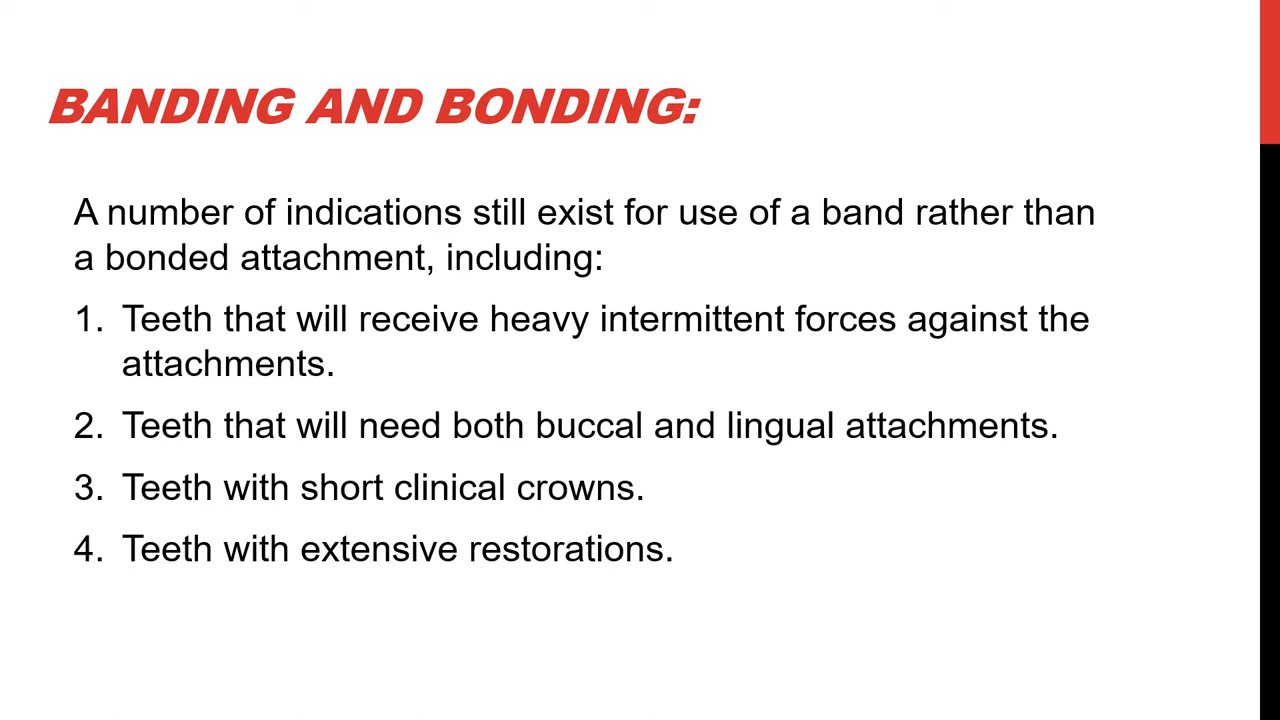 BANDING AND BONDING:
A number of indications still exist for use of a band rather than
a bonded attachment, including:
1. Teeth that will receive heavy intermittent forces against the
attachments.
2. Teeth that will need both buccal and lingual attachments.
3. Teeth with short clinical crowns.
4. Teeth with extensive restorations.